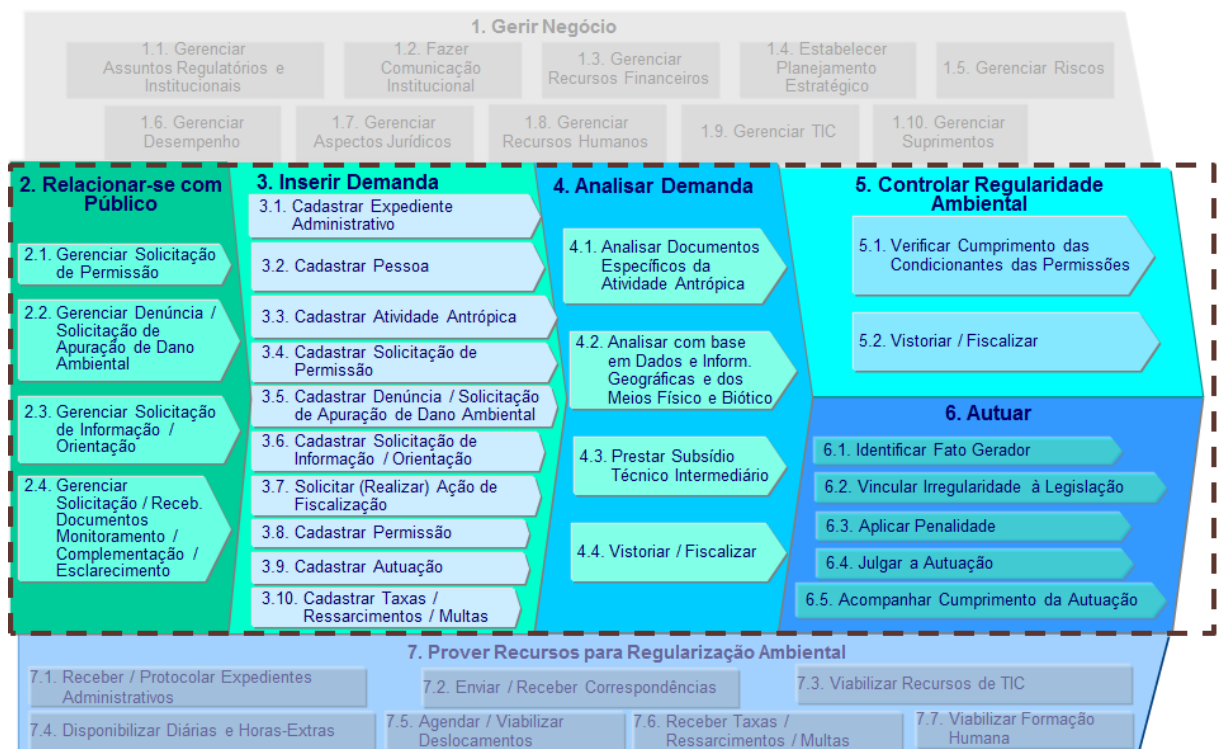 1. Gerir Negócio
1.1. Gerenciar
Assuntos Regulatórios e
Institucionais
1.2. Fazer
Comunicação
Institucional
1.3. Gerenciar
Recursos Financeiros
1.4. Estabelecer
Planejamento
Estratégico
1.5. Gerenciar Riscos
1.6. Gerenciar
Desempenho
1.7. Gerenciar
Aspectos Jurídicos
1.8. Gerenciar
Recursos Humanos
1.9. Gerenciar TIC
1.10. Gerenciar
Suprimentos
2. Relacionar-se com
Público
2.1. Gerenciar Solicitação
de Permissão
2.2. Gerenciar Denúncia /
Solicitação de
Apuração de Dano
Ambiental
2.3. Gerenciar Solicitação
de Informação /
Orientação
2.4. Gerenciar
Solicitação / Receb.
Documentos
Monitoramento /
Complementação /
Esclarecimento
3. Inserir Demanda
3.1. Cadastrar Expediente
Administrativo
3.2. Cadastrar Pessoa
3.3. Cadastrar Atividade Antrópica
3.4. Cadastrar Solicitação de
Permissão
3.5. Cadastrar Denúncia / Solicitação
de Apuração de Dano Ambiental
3.6. Cadastrar Solicitação de
Informação / Orientação
3.7. Solicitar (Realizar) Ação de
Fiscalização
3.8. Cadastrar Permissão
3.9. Cadastrar Autuação
3.10. Cadastrar Taxas /
Ressarcimentos / Multas
4. Analisar Demanda
4.1. Analisar Documentos
Específicos da
Atividade Antrópica
4.2. Analisar com base
em Dados e Inform.
Geográficas e dos
Meios Físico e Biótico
4.3. Prestar Subsídio
Técnico Intermediário
4.4. Vistoriar / Fiscalizar
5. Controlar Regularidade
Ambiental
5.1. Verificar Cumprimento das
Condicionantes das Permissões
5.2. Vistoriar / Fiscalizar
6. Autuar
6.1. Identificar Fato Gerador
6.2. Vincular Irregularidade à Legislação
6.3. Aplicar Penalidade
6.4. Julgar a Autuação
6.5. Acompanhar Cumprimento da Autuação
7. Prover Recursos para Regularização Ambiental
7.1. Receber / Protocolar Expedientes
Administrativos
7.2. Enviar / Receber Correspondências
7.3. Viabilizar Recursos de TIC
7.4. Disponibilizar Diárias e Horas-Extras
7.5. Agendar / Viabilizar
Deslocamentos
7.6. Receber Taxas /
Ressarcimentos / Multas
7.7. Viabilizar Formação
Humana